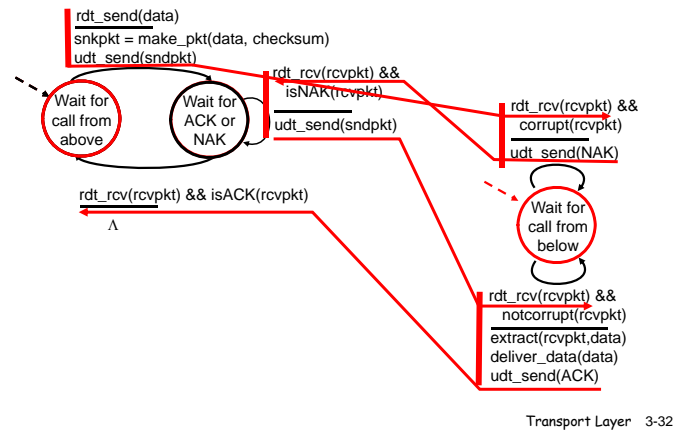 rdt_send(data)
snkpkt = make_pkt(data, checksum)
udt_send(sndpkt)
Wait for
call from
above
Wait for
ACK or
NAK
rdt_rcv(rcvpkt) &&
isNAK(rcvpkt)
udt_send(sndpkt)
rdt_rcv(rcvpkt) &&
corrupt(rcvpkt)
udt_send(NAK)
rdt_rcv(rcvpkt) && isACK(rcvpkt)
Λ
Wait for
call from
below
rdt_rcv(rcvpkt) &&
notcorrupt(rcvpkt)
extract(rcvpkt,data)
deliver_data(data)
udt_send(ACK)
Transport Layer 3-32